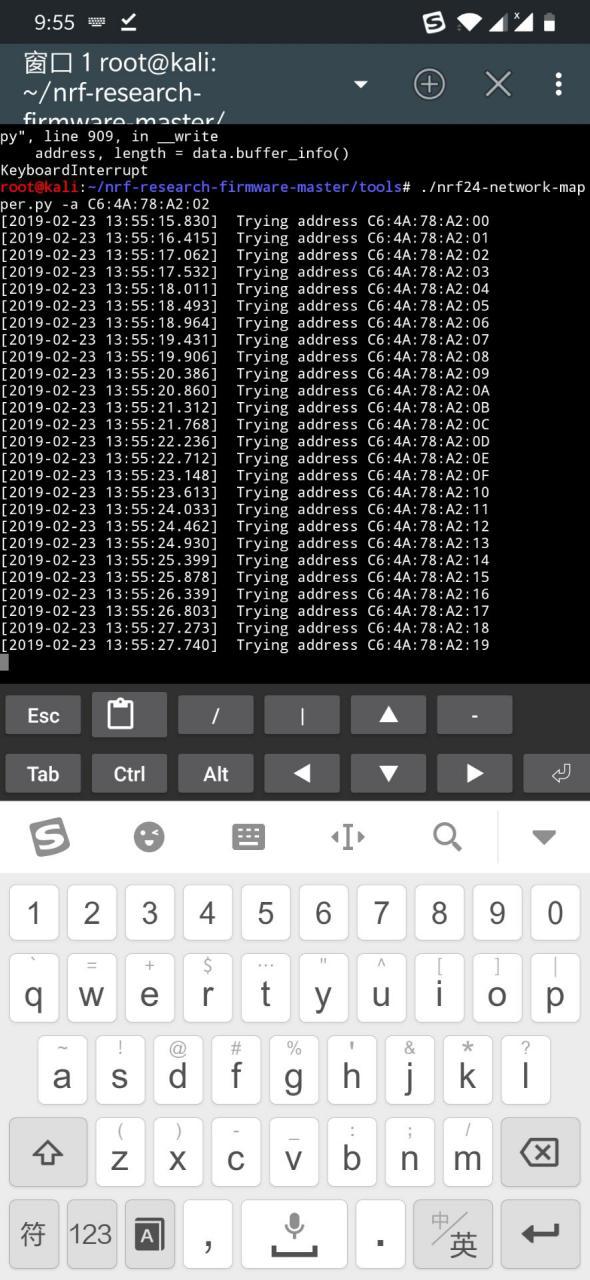 9:55
窗口 1 root@kali:
~/nrf-research-
firmware-master/
py", line 909, in __write
address, length = data.buffer_info()
KeyboardInterrupt
root@kali:~/nrf-research-firmware-master/tools# ./nrf24-network-map
per.py -a C6:4A:78:A2:02
[2019-02-23 13:55:15.830]  Trying address C6:4A:78:A2:00
[2019-02-23 13:55:16.415]  Trying address C6:4A:78:A2:01
[2019-02-23 13:55:17.062]  Trying address C6:4A:78:A2:02
[2019-02-23 13:55:17.532]  Trying address C6:4A:78:A2:03
[2019-02-23 13:55:18.011]  Trying address C6:4A:78:A2:04
[2019-02-23 13:55:18.493]  Trying address C6:4A:78:A2:05
[2019-02-23 13:55:18.964]  Trying address C6:4A:78:A2:06
[2019-02-23 13:55:19.431]  Trying address C6:4A:78:A2:07
[2019-02-23 13:55:19.906]  Trying address C6:4A:78:A2:08
[2019-02-23 13:55:20.386]  Trying address C6:4A:78:A2:09
[2019-02-23 13:55:20.860]  Trying address C6:4A:78:A2:0A
[2019-02-23 13:55:21.312]  Trying address C6:4A:78:A2:0B
[2019-02-23 13:55:21.768]  Trying address C6:4A:78:A2:0C
[2019-02-23 13:55:22.236]  Trying address C6:4A:78:A2:0D
[2019-02-23 13:55:22.712]  Trying address C6:4A:78:A2:0E
[2019-02-23 13:55:23.148]  Trying address C6:4A:78:A2:0F
[2019-02-23 13:55:23.613]  Trying address C6:4A:78:A2:10
[2019-02-23 13:55:24.033]  Trying address C6:4A:78:A2:11
[2019-02-23 13:55:24.462]  Trying address C6:4A:78:A2:12
[2019-02-23 13:55:24.930]  Trying address C6:4A:78:A2:13
[2019-02-23 13:55:25.399]  Trying address C6:4A:78:A2:14
[2019-02-23 13:55:25.878]  Trying address C6:4A:78:A2:15
[2019-02-23 13:55:26.339]  Trying address C6:4A:78:A2:16
[2019-02-23 13:55:26.803]  Trying address C6:4A:78:A2:17
[2019-02-23 13:55:27.273]  Trying address C6:4A:78:A2:18
[2019-02-23 13:55:27.740]  Trying address C6:4A:78:A2:19
Esc / | ▲ -
Tab Ctrl Alt ◀ ▼ ▶
1 2 3 4 5 6 7 8 9 0
` = + $ ... " ^ [ ] |
q w e r t y u i o p
~ ! @ # % ' & * ?
a s d f g h j k l
( ) - _ : ; /
z x c v b n m
符 123 A , . 中/英